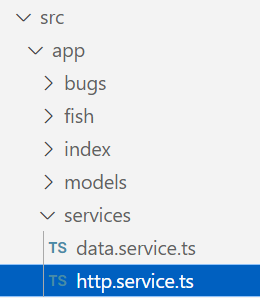 src
app
bugs
fish
index
models
services
TS data.service.ts
TS http.service.ts